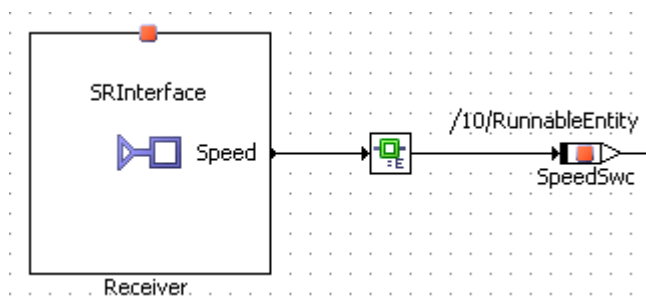 SRInterface
Speed
/10/RunnableEntity
=E
SpeedSwc
Receiver